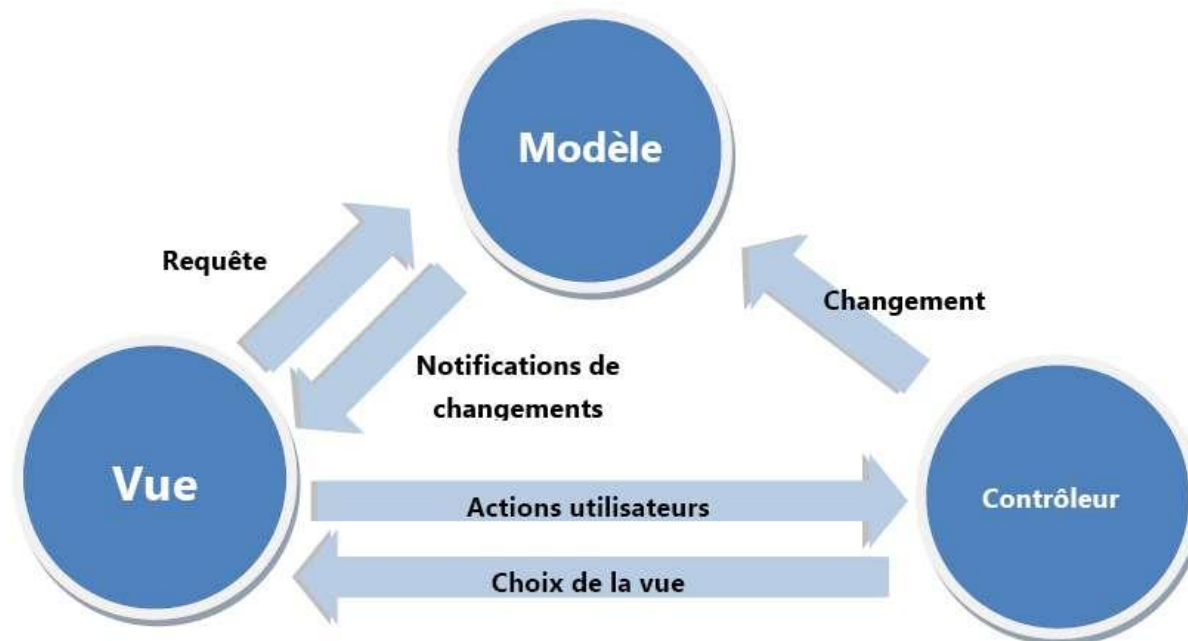 Modèle
Requête
Changement
Notifications de
changements
Vue
Contrôleur
Actions utilisateurs
Choix de la vue